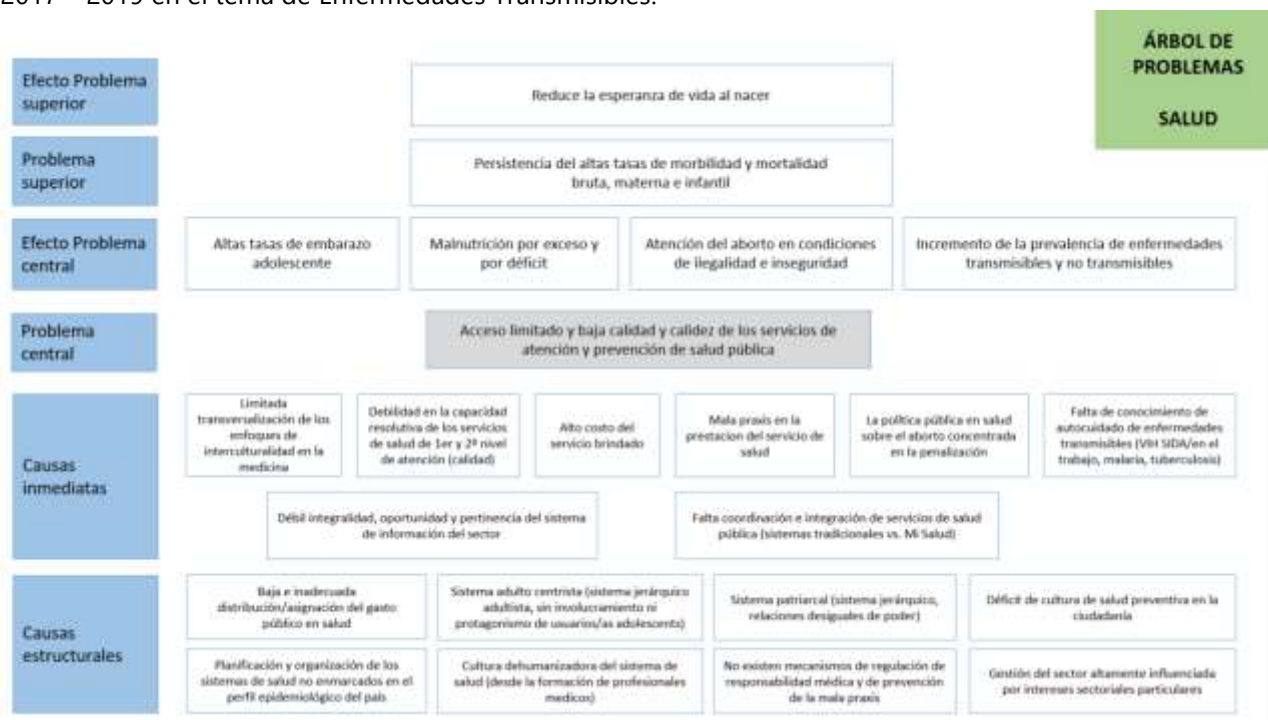 2017 – 2019 en el tema de Enfermedades Transmisibles.
ÁRBOL DE
PROBLEMAS
SALUD
Efecto Problema
superior
Reduce la esperanza de vida al nacer
Problema
superior
Persistencia del altas tasas de morbilidad y mortalidad
bruta, materna e infantil
Efecto Problema
central
Altas tasas de embarazo
adolescente
Malnutrición por exceso y
por déficit
Atención del aborto en condiciones
de ilegalidad e inseguridad
Incremento de la prevalencia de enfermedades
transmisibles y no transmisibles
Problema
central
Acceso limitado y baja calidad y calidez de los servicios de
atención y prevención de salud pública
Causas
inmediatas
Limitada
transversalización de los
enfoques de
interculturalidad en la
medicina
Debilidad en la capacidad
resolutiva de los servicios
de salud de 1er y 2º nivel
de atención (calidad)
Alto costo del
servicio brindado
Mala praxis en la
prestacion del servicio de
salud
La política pública en salud
sobre el aborto concentrada
en la penalización
Falta de conocimiento de
autocuidado de enfermedades
transmisibles (VIH SIDA/en el
trabajo, malaria, tuberculosis)
Débil integralidad, oportunidad y pertinencia del sistema
de información del sector
Falta coordinación e integración de servicios de salud
pública (sistemas tradicionales vs. Mi Salud)
Causas
estructurales
Baja e inadecuada
distribución/asignación del gasto
público en salud
Sistema adulto centrista (sistema jerárquico
adultista, sin involucramiento ni
protagonismo de usuarios/as adolescents)
Sistema patriarcal (sistema jerárquico,
relaciones desiguales de poder)
Déficit de cultura de salud preventiva en la
ciudadanía
Planificación y organización de los
sistemas de salud no enmarcados en el
perfil epidemiológico del país
Cultura dehumanizadora del sistema de
salud (desde la formación de profesionales
medicos)
No existen mecanismos de regulación de
responsabilidad médica y de prevención
de la mala praxis
Gestión del sector altamente influenciada
por intereses sectoriales particulares